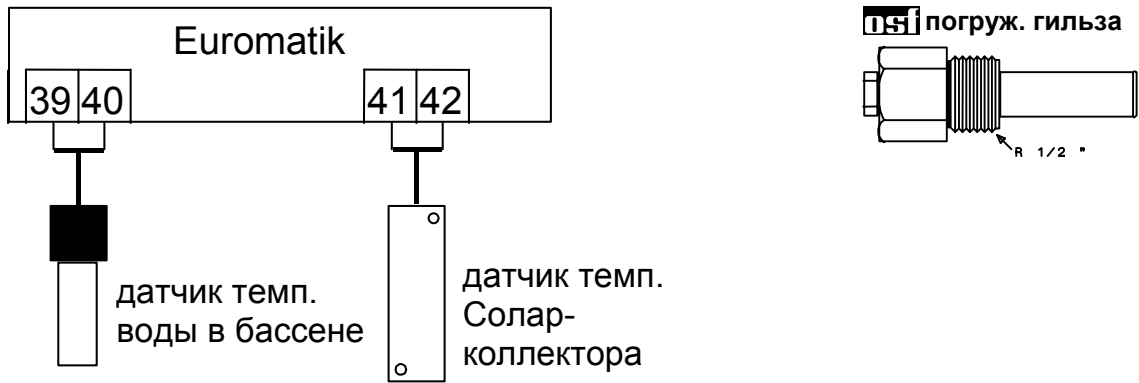 Euromatik
39 40
41 42
датчик темп.
воды в бассене
датчик темп.
Солар-
коллектора
osf погруж. гильза
R 1/2 "